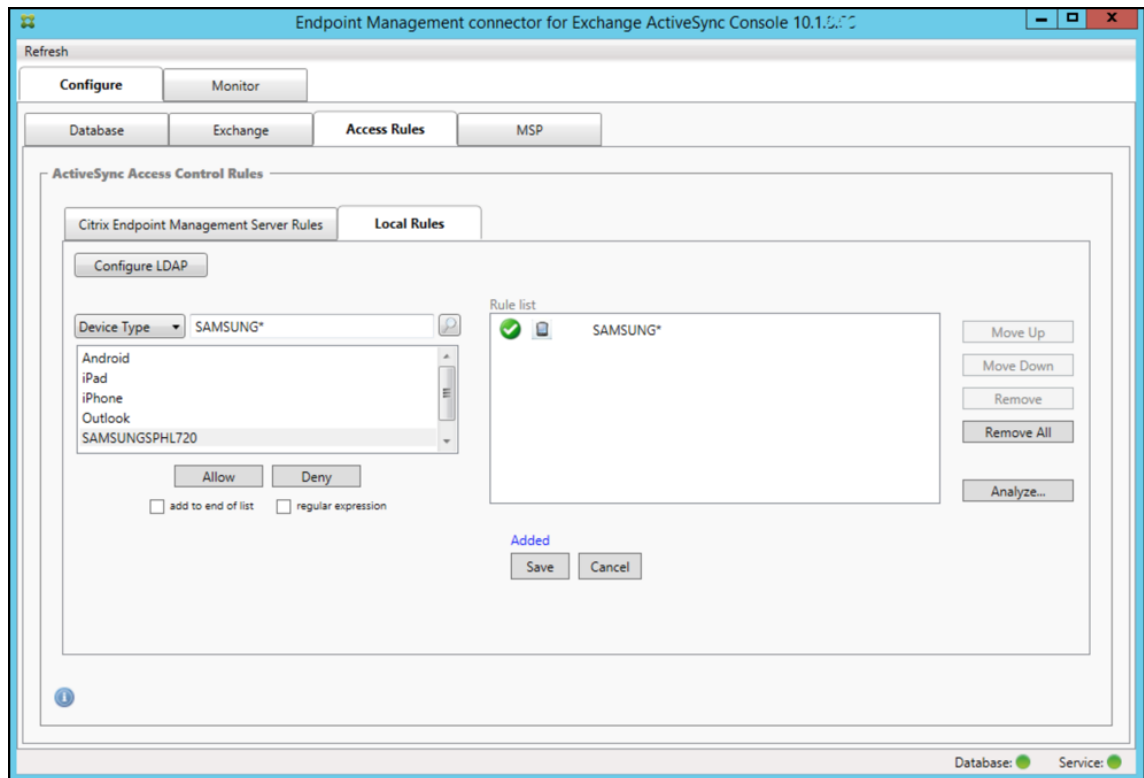 Endpoint Management connector for Exchange ActiveSync Console
Refresh
Configure Monitor
Database Exchange Access Rules MSP
ActiveSync Access Control Rules
Citrix Endpoint Management Server Rules Local Rules
Configure LDAP
Rule list
Device Type SAMSUNG* SAMSUNG* Move Up
Android
iPad Move Down
iPhone Remove
Outlook
SAMSUNGSPHL720 Remove All
Allow Deny
Analyze...
add to end of list regular expression
Added
Save Cancel
Database: Service: